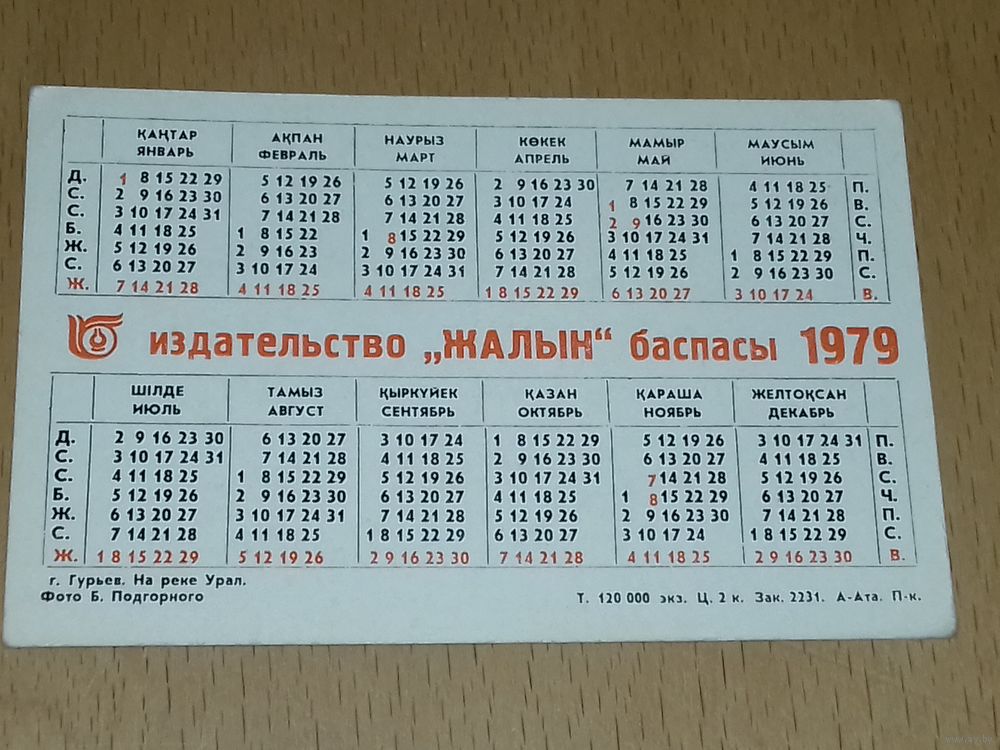 ҚАҢТАР АҚПАН НАУРЫЗ КӨКЕК МАМЫР МАУСЫМ
ЯНВАРЬ ФЕВРАЛЬ МАРТ АПРЕЛЬ МАЙ ИЮНЬ
Д. 1 8 15 22 29 5 12 19 26 5 12 19 26 2 9 16 23 30 7 14 21 28 4 11 18 25 П.
С. 2 9 16 23 30 6 13 20 27 6 13 20 27 3 10 17 24 1 8 15 22 29 5 12 19 26 В.
С. 3 10 17 24 31 7 14 21 28 7 14 21 28 4 11 18 25 2 9 16 23 30 6 13 20 27 С.
Б. 4 11 18 25 1 8 15 22 1 8 15 22 29 5 12 19 26 3 10 17 24 31 7 14 21 28 Ч.
Ж. 5 12 19 26 2 9 16 23 2 9 16 23 30 6 13 20 27 4 11 18 25 1 8 15 22 29 П.
С. 6 13 20 27 3 10 17 24 3 10 17 24 31 7 14 21 28 5 12 19 26 2 9 16 23 30 С.
Ж. 7 14 21 28 4 11 18 25 4 11 18 25 1 8 15 22 29 6 13 20 27 3 10 17 24 В.
издательство „ЖАЛЫН“ баспасы 1979
ШІЛДЕ ТАМЫЗ ҚЫРКҮЙЕК ҚАЗАН ҚАРАША ЖЕЛТОҚСАН
ИЮЛЬ АВГУСТ СЕНТЯБРЬ ОКТЯБРЬ НОЯБРЬ ДЕКАБРЬ
Д. 2 9 16 23 30 6 13 20 27 3 10 17 24 1 8 15 22 29 5 12 19 26 3 10 17 24 31 П.
С. 3 10 17 24 31 7 14 21 28 4 11 18 25 2 9 16 23 30 6 13 20 27 4 11 18 25 В.
С. 4 11 18 25 1 8 15 22 29 5 12 19 26 3 10 17 24 31 7 14 21 28 5 12 19 26 С.
Б. 5 12 19 26 2 9 16 23 30 6 13 20 27 4 11 18 25 1 8 15 22 29 6 13 20 27 Ч.
Ж. 6 13 20 27 3 10 17 24 31 7 14 21 28 5 12 19 26 2 9 16 23 30 7 14 21 28 П.
С. 7 14 21 28 4 11 18 25 1 8 15 22 29 6 13 20 27 3 10 17 24 1 8 15 22 29 С.
Ж. 1 8 15 22 29 5 12 19 26 2 9 16 23 30 7 14 21 28 4 11 18 25 2 9 16 23 30 В.
г. Гурьев. На реке Урал.
Фото Б. Подгорного
Т. 120 000 экз. Ц. 2 к. Зак. 2231. А-Ата. П-к.